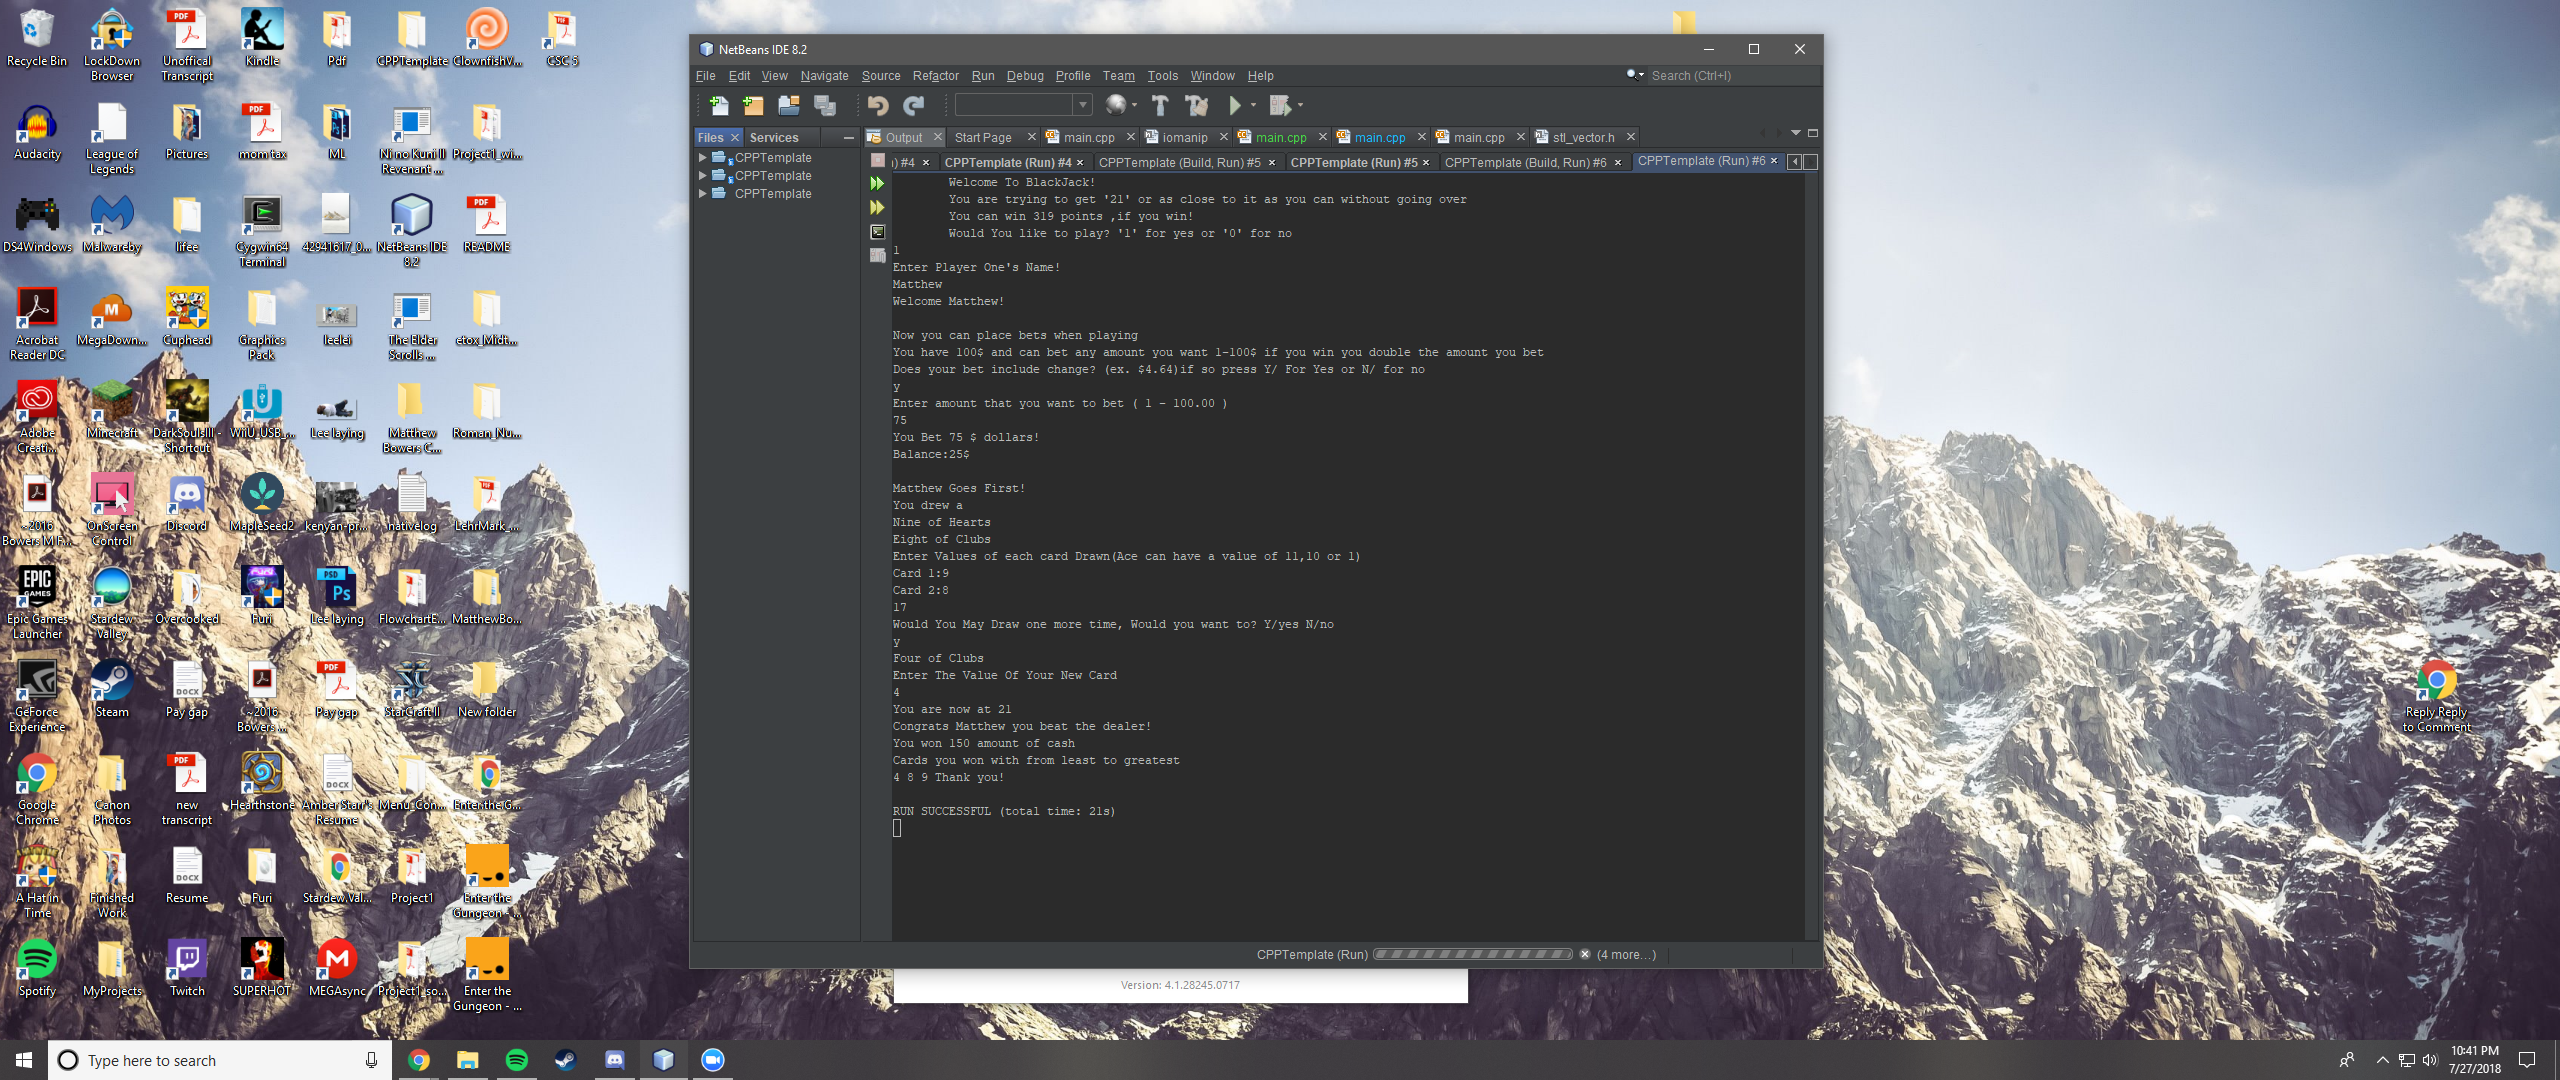 Recycle Bin
LockDown Browser
Unoffical Transcript
Kindle
Pdf
CPPTemplate
ClownfishV...
CSC 5
Audacity
League of Legends
Pictures
mom tax
ML
Ni no Kuni II Revenant ...
Project1_wi...
DS4Windows
Malwareby
lifee
Cygwin64 Terminal
42941617_0...
NetBeans IDE 8.2
README
Acrobat Reader DC
MegaDown...
Cuphead
Graphics Pack
leelei
The Elder Scrolls ...
etox_Midt...
Adobe Creati...
Minecraft
DarkSoulsIII - Shortcut
WiiU_USB_...
Lee laying
Matthew Bowers C...
Roman_Nu...
~2016 Bowers M F...
OnScreen Control
Discord
MapleSeed2
kenyan-pr...
nativelog
LehrMark_...
Epic Games Launcher
Stardew Valley
Overcooked
Furi
Lee laying
FlowchartE...
MatthewBo...
GeForce Experience
Steam
Pay gap
~2016 Bowers ...
Pay gap
StarCraft II
New folder
Google Chrome
Canon Photos
new transcript
Hearthstone
Amber Starr's Resume
Menu_Con...
Enter.the.G...
A Hat in Time
Finished Work
Resume
Furi
Stardew.Val...
Project1
Enter the Gungeon - ...
Spotify
MyProjects
Twitch
SUPERHOT
MEGAsync
Project1_so...
Enter the Gungeon - ...
NetBeans IDE 8.2
File Edit View Navigate Source Refactor Run Debug Profile Team Tools Window Help
Search (Ctrl+I)
Files Services
CPPTemplate
CPPTemplate
CPPTemplate
Output Start Page main.cpp iomanip main.cpp main.cpp main.cpp stl_vector.h
) #4 CPPTemplate (Run) #4 CPPTemplate (Build, Run) #5 CPPTemplate (Run) #5 CPPTemplate (Build, Run) #6 CPPTemplate (Run) #6
Welcome To BlackJack!
You are trying to get '21' or as close to it as you can without going over
You can win 319 points ,if you win!
Would You like to play? '1' for yes or '0' for no
1
Enter Player One's Name!
Matthew
Welcome Matthew!
Now you can place bets when playing
You have 100$ and can bet any amount you want 1-100$ if you win you double the amount you bet
Does your bet include change? (ex. $4.64)if so press Y/ For Yes or N/ for no
y
Enter amount that you want to bet ( 1 - 100.00 )
75
You Bet 75 $ dollars!
Balance:25$
Matthew Goes First!
You drew a
Nine of Hearts
Eight of Clubs
Enter Values of each card Drawn(Ace can have a value of 11,10 or 1)
Card 1:9
Card 2:8
17
Would You May Draw one more time, Would you want to? Y/yes N/no
y
Four of Clubs
Enter The Value Of Your New Card
4
You are now at 21
Congrats Matthew you beat the dealer!
You won 150 amount of cash
Cards you won with from least to greatest
4 8 9 Thank you!
RUN SUCCESSFUL (total time: 21s)
CPPTemplate (Run) (4 more...)
Version: 4.1.28245.0717
Reply Reply to Comment
Type here to search
10:41 PM
7/27/2018